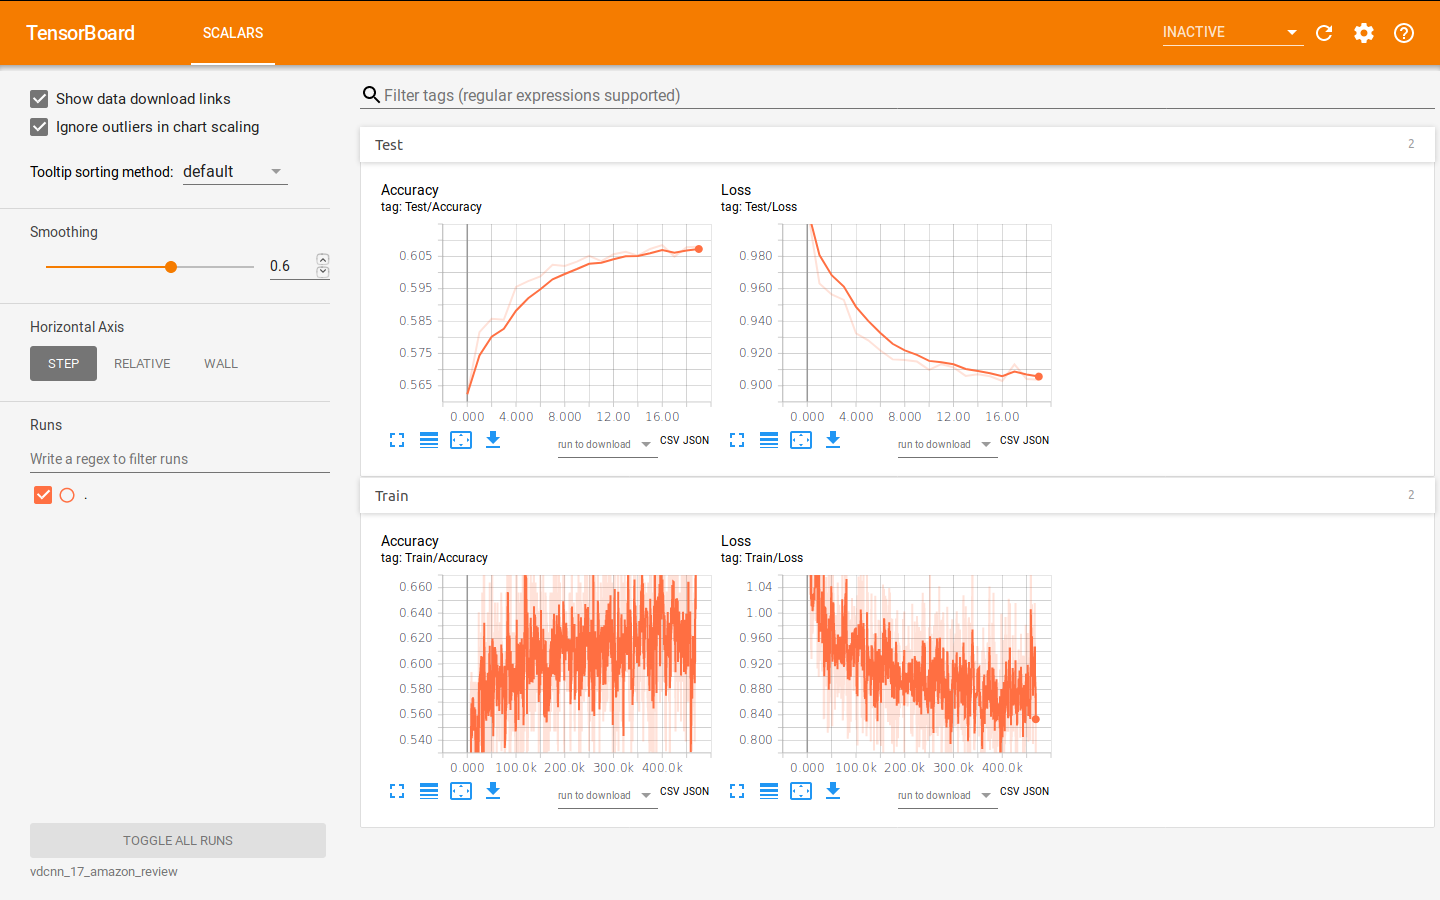 TensorBoard SCALARS INACTIVE
Show data download links
Ignore outliers in chart scaling
Tooltip sorting method: default
Smoothing
0.6
Horizontal Axis
STEP RELATIVE WALL
Runs
Write a regex to filter runs
.
TOGGLE ALL RUNS
vdcnn_17_amazon_review
Filter tags (regular expressions supported)
Test 2
Accuracy
tag: Test/Accuracy
0.605
0.595
0.585
0.575
0.565
0.000 4.000 8.000 12.00 16.00
run to download CSV JSON
Loss
tag: Test/Loss
0.980
0.960
0.940
0.920
0.900
0.000 4.000 8.000 12.00 16.00
run to download CSV JSON
Train 2
Accuracy
tag: Train/Accuracy
0.660
0.640
0.620
0.600
0.580
0.560
0.540
0.000 100.0k 200.0k 300.0k 400.0k
run to download CSV JSON
Loss
tag: Train/Loss
1.04
1.00
0.960
0.920
0.880
0.840
0.800
0.000 100.0k 200.0k 300.0k 400.0k
run to download CSV JSON